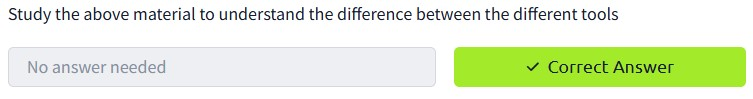 Study the above material to understand the difference between the different tools
No answer needed
✓ Correct Answer